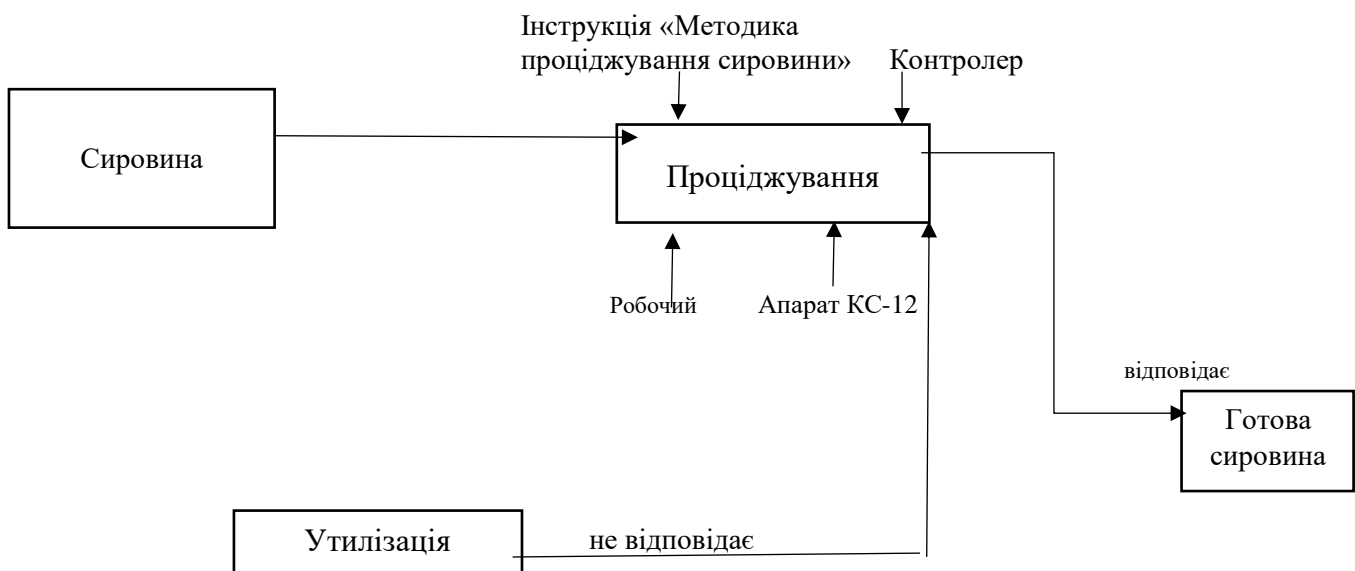 Інструкція «Методика
проціджування сировини»
Контролер
Сировина
Проціджування
Робочий
Апарат КС-12
відповідає
Готова
сировина
Утилізація
не відповідає